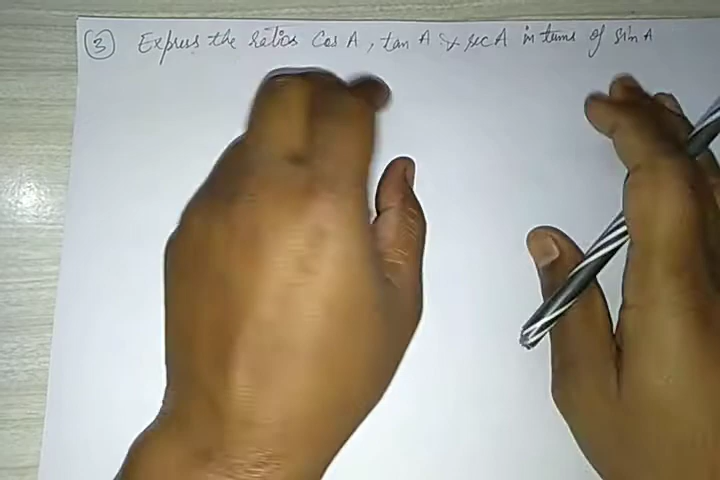 ③ Express the ratios Cos A, tan A & sec A in terms of sin A